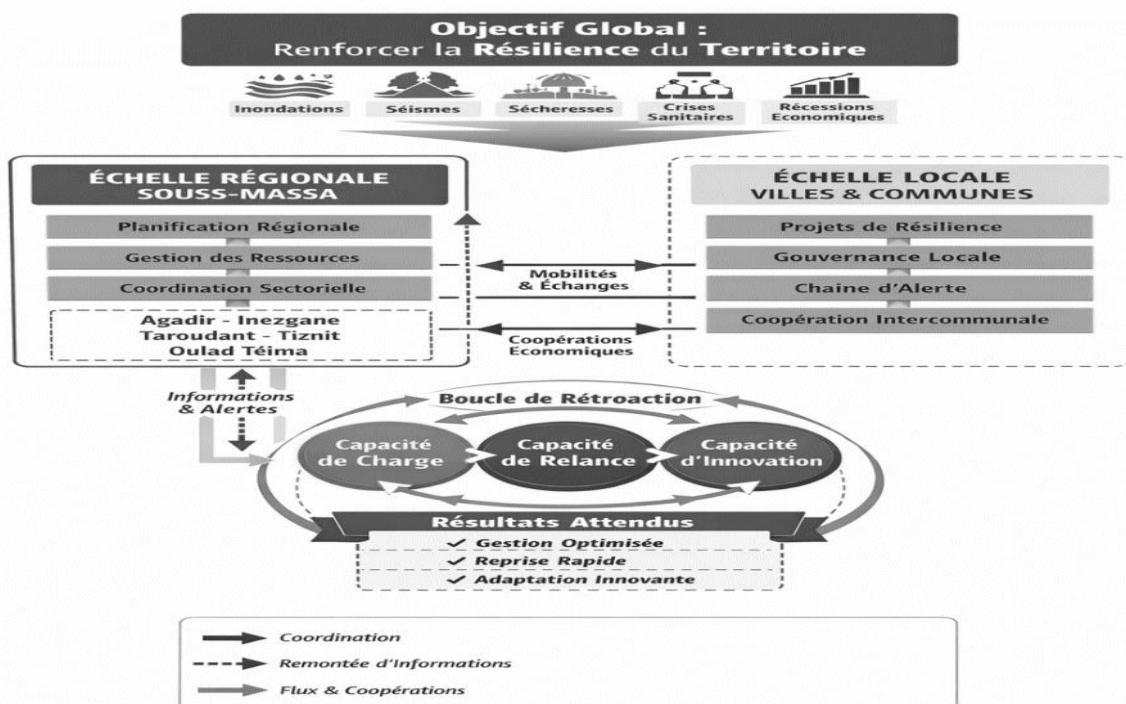 Objectif Global :
Renforcer la Résilience du Territoire
Inondations
Séismes
Sécheresses
Crises
Sanitaires
Récessions
Economiques
ÉCHELLE RÉGIONALE
SOUSS-MASSA
Planification Régionale
Gestion des Ressources
Coordination Sectorielle
Agadir - Inezgane
Taroudant - Tiznit
Oulad Téima
Mobilités
& Échanges
Coopérations
Economiques
ÉCHELLE LOCALE
VILLES & COMMUNES
Projets de Résilience
Gouvernance Locale
Chaine d'Alerte
Coopération Intercommunale
Informations
& Alertes
Boucle de Rétroaction
Capacité
de Charge
Capacité
de Relance
Capacité
d'Innovation
Résultats Attendus
✓ Gestion Optimisée
✓ Reprise Rapide
✓ Adaptation Innovante
Coordination
Remontée d'Informations
Flux & Coopérations